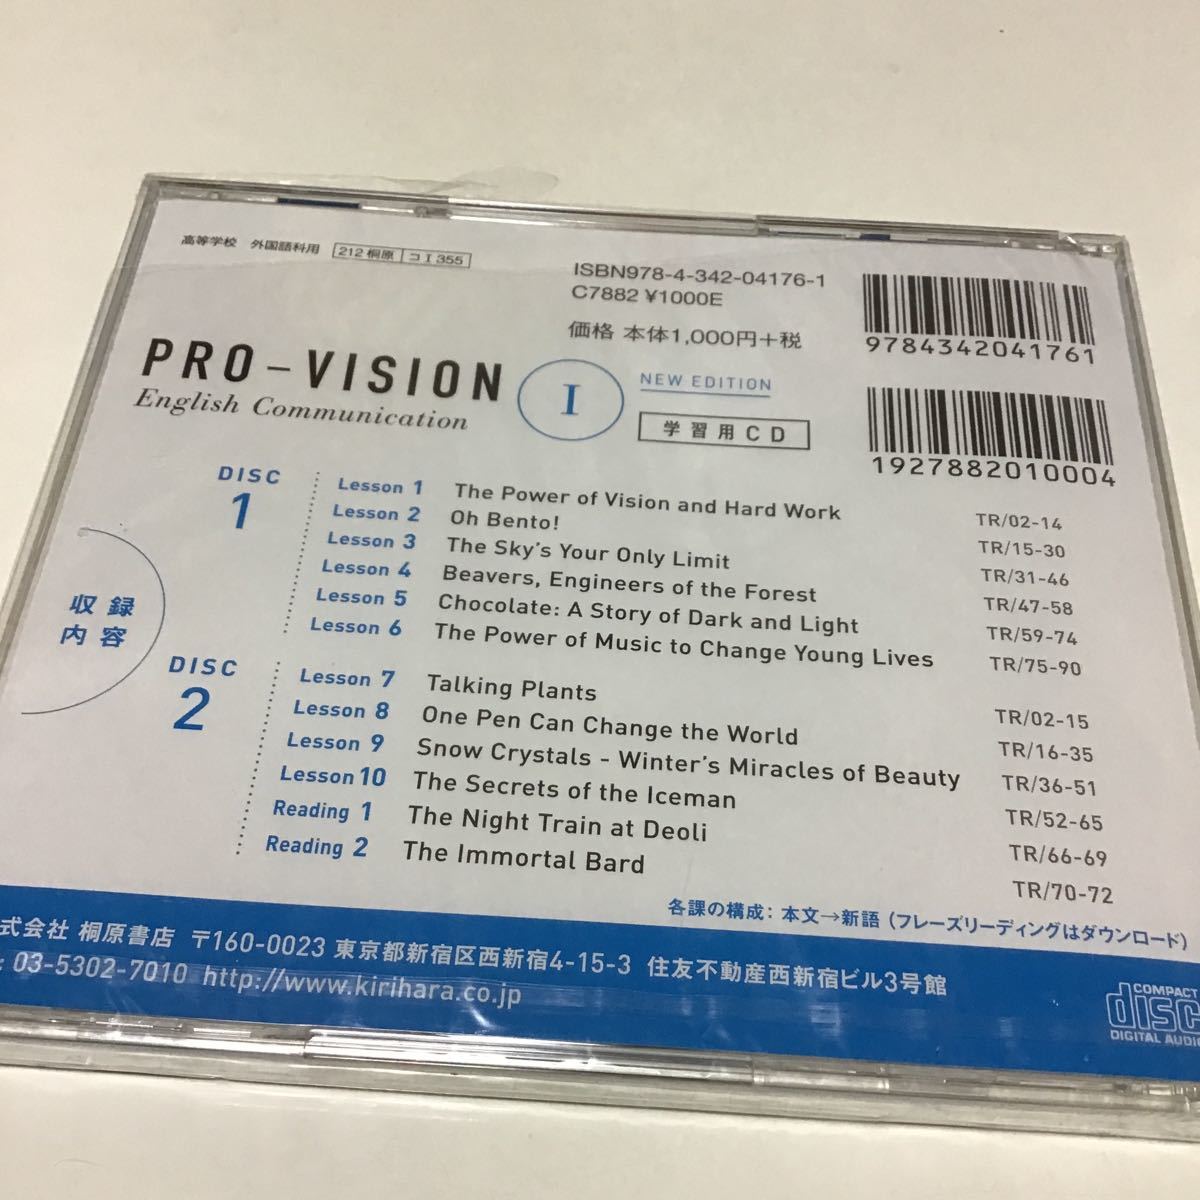 高等学校 外国語科用 212 桐原 コⅠ355
ISBN978-4-342-04176-1
C7882 ¥1000E
価格 本体1,000円+税
9784342041761
1927882010004
PRO-VISION
English Communication
I
NEW EDITION
学習用CD
収録
内容
DISC
1
Lesson 1 The Power of Vision and Hard Work TR/02-14
Lesson 2 Oh Bento! TR/15-30
Lesson 3 The Sky's Your Only Limit TR/31-46
Lesson 4 Beavers, Engineers of the Forest TR/47-58
Lesson 5 Chocolate: A Story of Dark and Light TR/59-74
Lesson 6 The Power of Music to Change Young Lives TR/75-90
DISC
2
Lesson 7 Talking Plants TR/02-15
Lesson 8 One Pen Can Change the World TR/16-35
Lesson 9 Snow Crystals - Winter's Miracles of Beauty TR/36-51
Lesson 10 The Secrets of the Iceman TR/52-65
Reading 1 The Night Train at Deoli TR/66-69
Reading 2 The Immortal Bard TR/70-72
各課の構成: 本文→新語 (フレーズリーディングはダウンロード)
式会社 桐原書店 〒160-0023 東京都新宿区西新宿4-15-3 住友不動産西新宿ビル3号館
: 03-5302-7010 http://www.kirihara.co.jp
COMPACT
disc
DIGITAL AUDIO